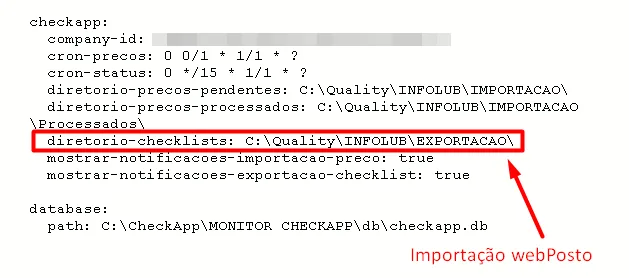 checkapp:
company-id:
cron-precos: 0 0/1 * 1/1 * ?
cron-status: 0 */15 * 1/1 * ?
diretorio-precos-pendentes: C:\Quality\INFOLUB\IMPORTACAO\
diretorio-precos-processados: C:\Quality\INFOLUB\IMPORTACAO
\Processados\
diretorio-checklists: C:\Quality\INFOLUB\EXPORTACAO\
mostrar-notificacoes-importacao-preco: true
mostrar-notificacoes-exportacao-checklist: true
database:
path: C:\CheckApp\MONITOR CHECKAPP\db\checkapp.db
Importação webPosto